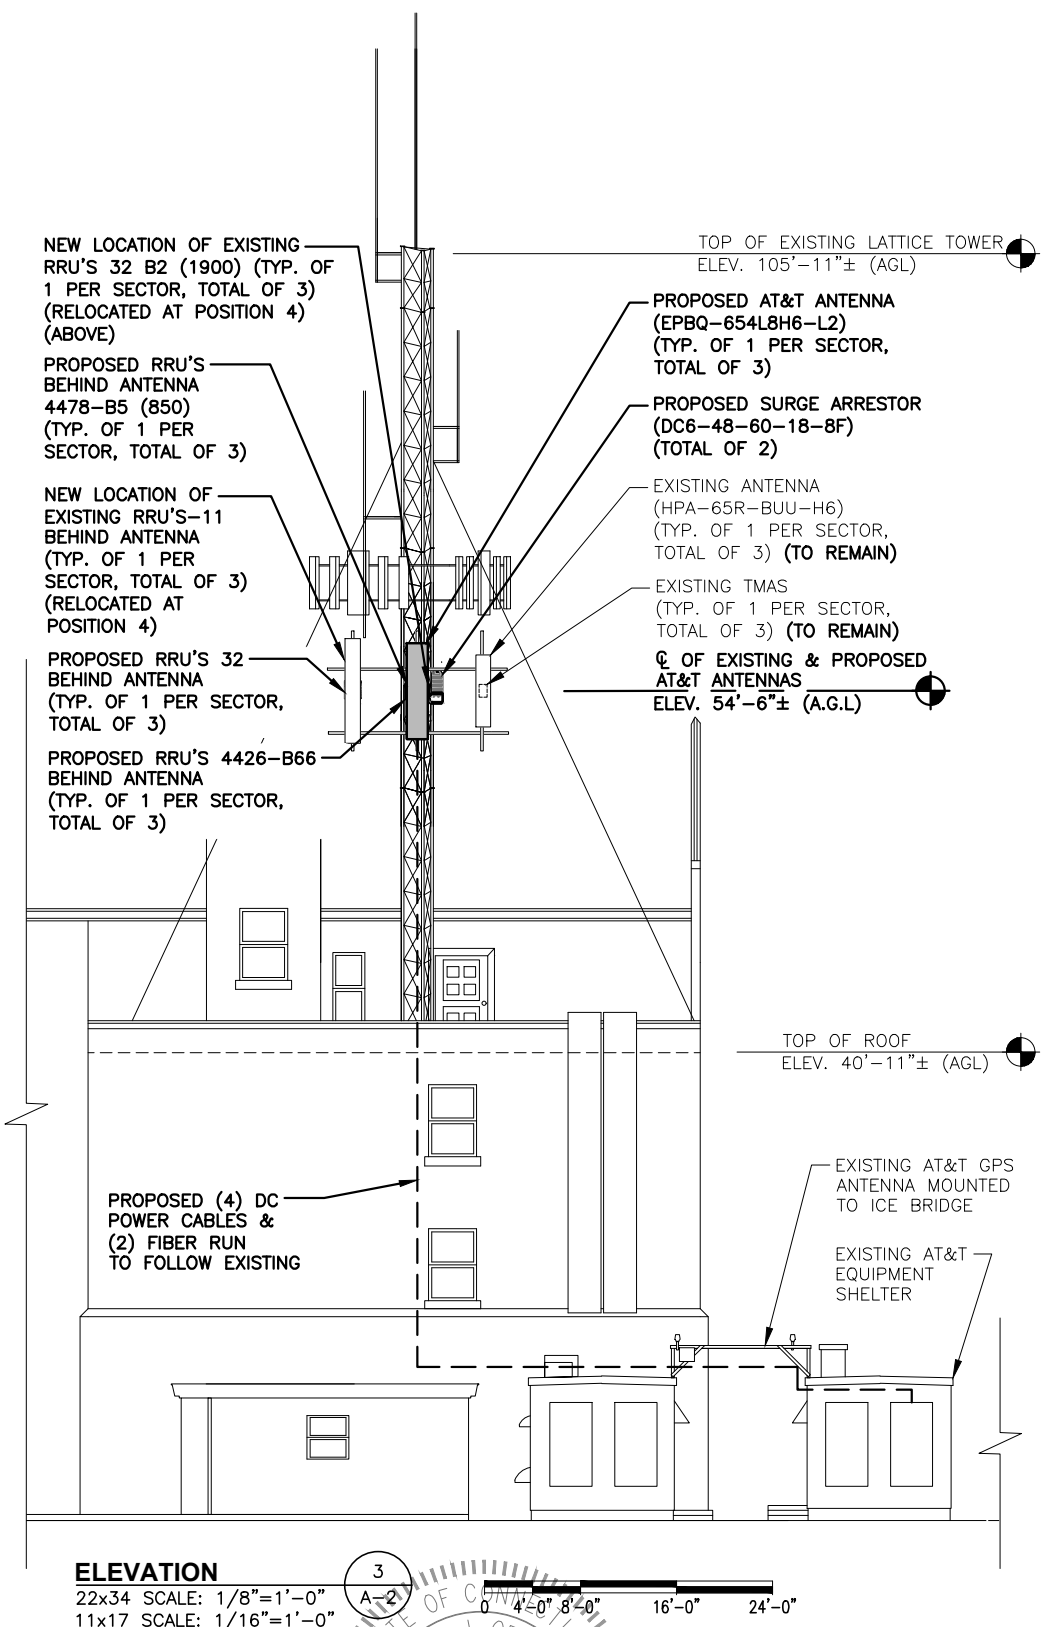 NEW LOCATION OF EXISTING
RRU'S 32 B2 (1900) (TYP. OF
1 PER SECTOR, TOTAL OF 3)
(RELOCATED AT POSITION 4)
(ABOVE)
PROPOSED RRU'S
BEHIND ANTENNA
4478-B5 (850)
(TYP. OF 1 PER
SECTOR, TOTAL OF 3)
NEW LOCATION OF
EXISTING RRU'S-11
BEHIND ANTENNA
(TYP. OF 1 PER
SECTOR, TOTAL OF 3)
(RELOCATED AT
POSITION 4)
PROPOSED RRU'S 32
BEHIND ANTENNA
(TYP. OF 1 PER SECTOR,
TOTAL OF 3)
PROPOSED RRU'S 4426-B66
BEHIND ANTENNA
(TYP. OF 1 PER SECTOR,
TOTAL OF 3)
TOP OF EXISTING LATTICE TOWER
ELEV. 105'-11"± (AGL)
PROPOSED AT&T ANTENNA
(EPBQ-654L8H6-L2)
(TYP. OF 1 PER SECTOR,
TOTAL OF 3)
PROPOSED SURGE ARRESTOR
(DC6-48-60-18-8F)
(TOTAL OF 2)
EXISTING ANTENNA
(HPA-65R-BUU-H6)
(TYP. OF 1 PER SECTOR,
TOTAL OF 3) (TO REMAIN)
EXISTING TMAS
(TYP. OF 1 PER SECTOR,
TOTAL OF 3) (TO REMAIN)
℄ OF EXISTING & PROPOSED
AT&T ANTENNAS
ELEV. 54'-6"± (A.G.L)
TOP OF ROOF
ELEV. 40'-11"± (AGL)
PROPOSED (4) DC
POWER CABLES &
(2) FIBER RUN
TO FOLLOW EXISTING
EXISTING AT&T GPS
ANTENNA MOUNTED
TO ICE BRIDGE
EXISTING AT&T
EQUIPMENT
SHELTER
ELEVATION
22x34 SCALE: 1/8"=1'-0"
11x17 SCALE: 1/16"=1'-0"
3
A-2
0 4'-0" 8'-0" 16'-0" 24'-0"